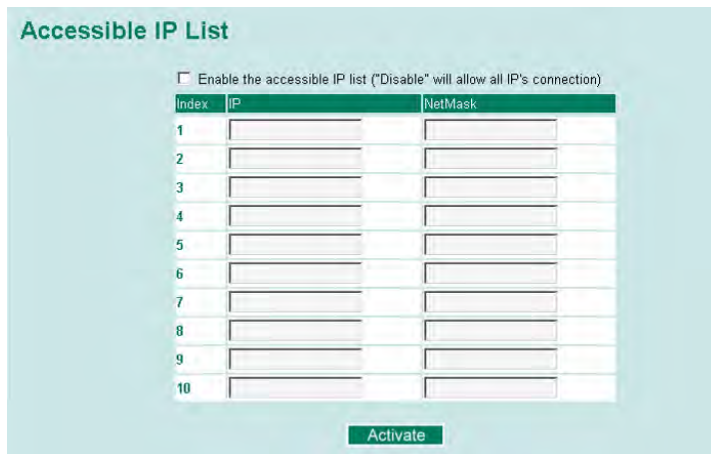 Accessible IP List
Enable the accessible IP list ("Disable" will allow all IP's connection)
Index IP NetMask
1
2
3
4
5
6
7
8
9
10
Activate